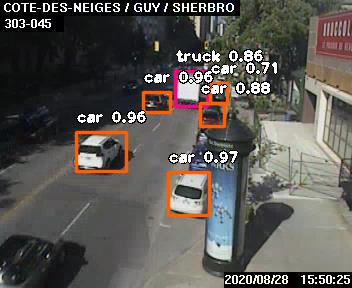 COTE-DES-NEIGES / GUY / SHERBRO
303-045
truck 0.86
car 0.96
car 0.71
car 0.88
car 0.96
car 0.97
2020/08/28 15:50:25